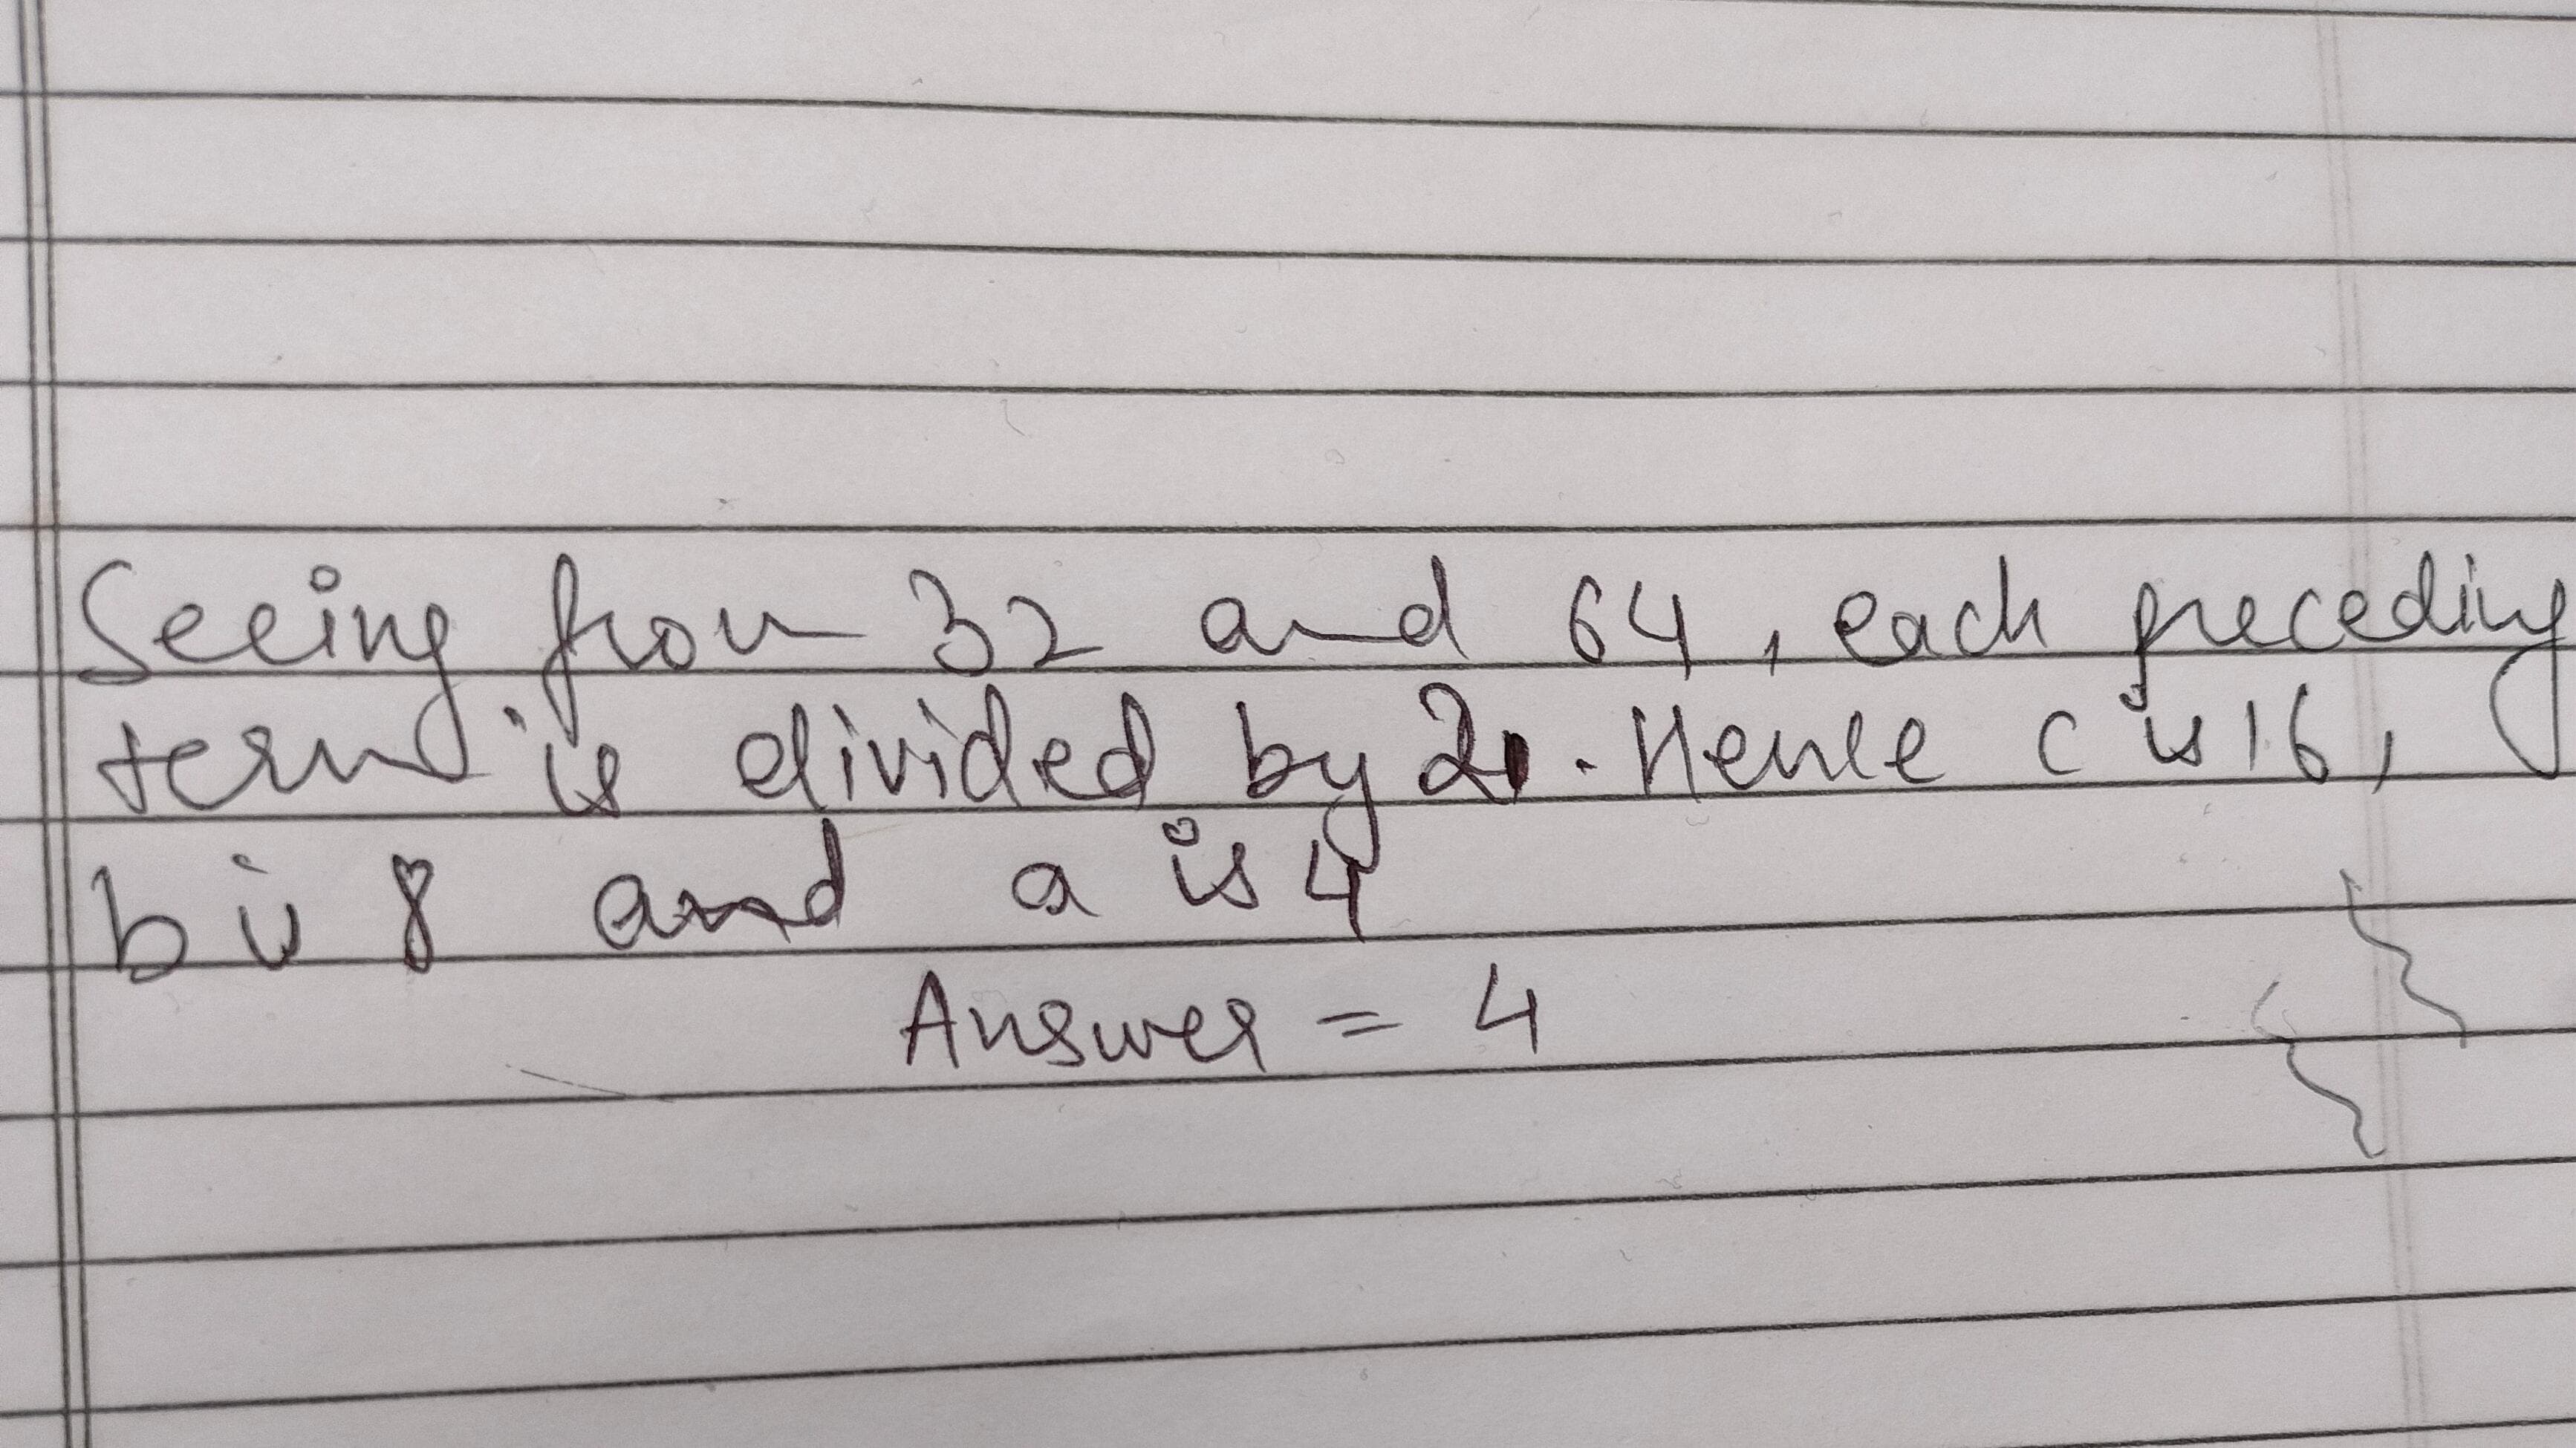 Seeing from 32 and 64, each preceding
term is divided by 2. Hence c is 16,
b is 8 and a is 4
Answer = 4